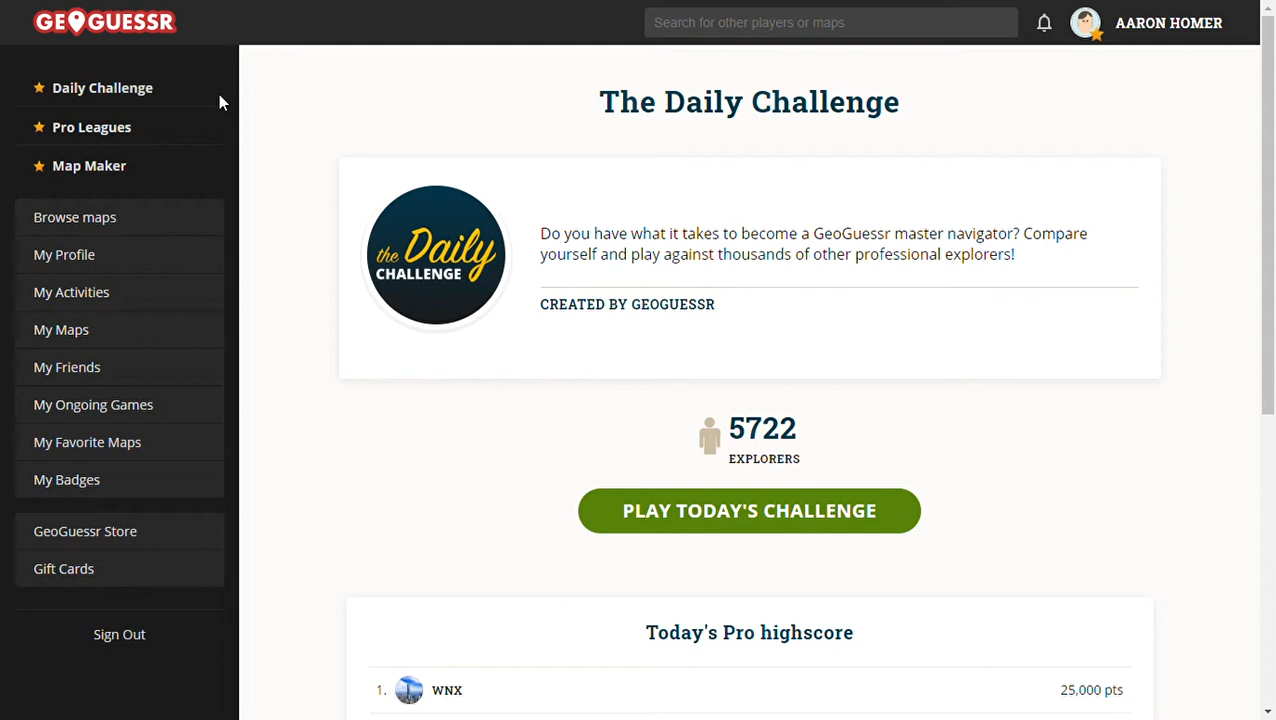 GEOGUESSR
Search for other players or maps
AARON HOMER
Daily Challenge
Pro Leagues
Map Maker
Browse maps
My Profile
My Activities
My Maps
My Friends
My Ongoing Games
My Favorite Maps
My Badges
GeoGuessr Store
Gift Cards
Sign Out
The Daily Challenge
the Daily
CHALLENGE
Do you have what it takes to become a GeoGuessr master navigator? Compare
yourself and play against thousands of other professional explorers!
CREATED BY GEOGUESSR
5722
EXPLORERS
PLAY TODAY'S CHALLENGE
Today's Pro highscore
1. WNX 25,000 pts